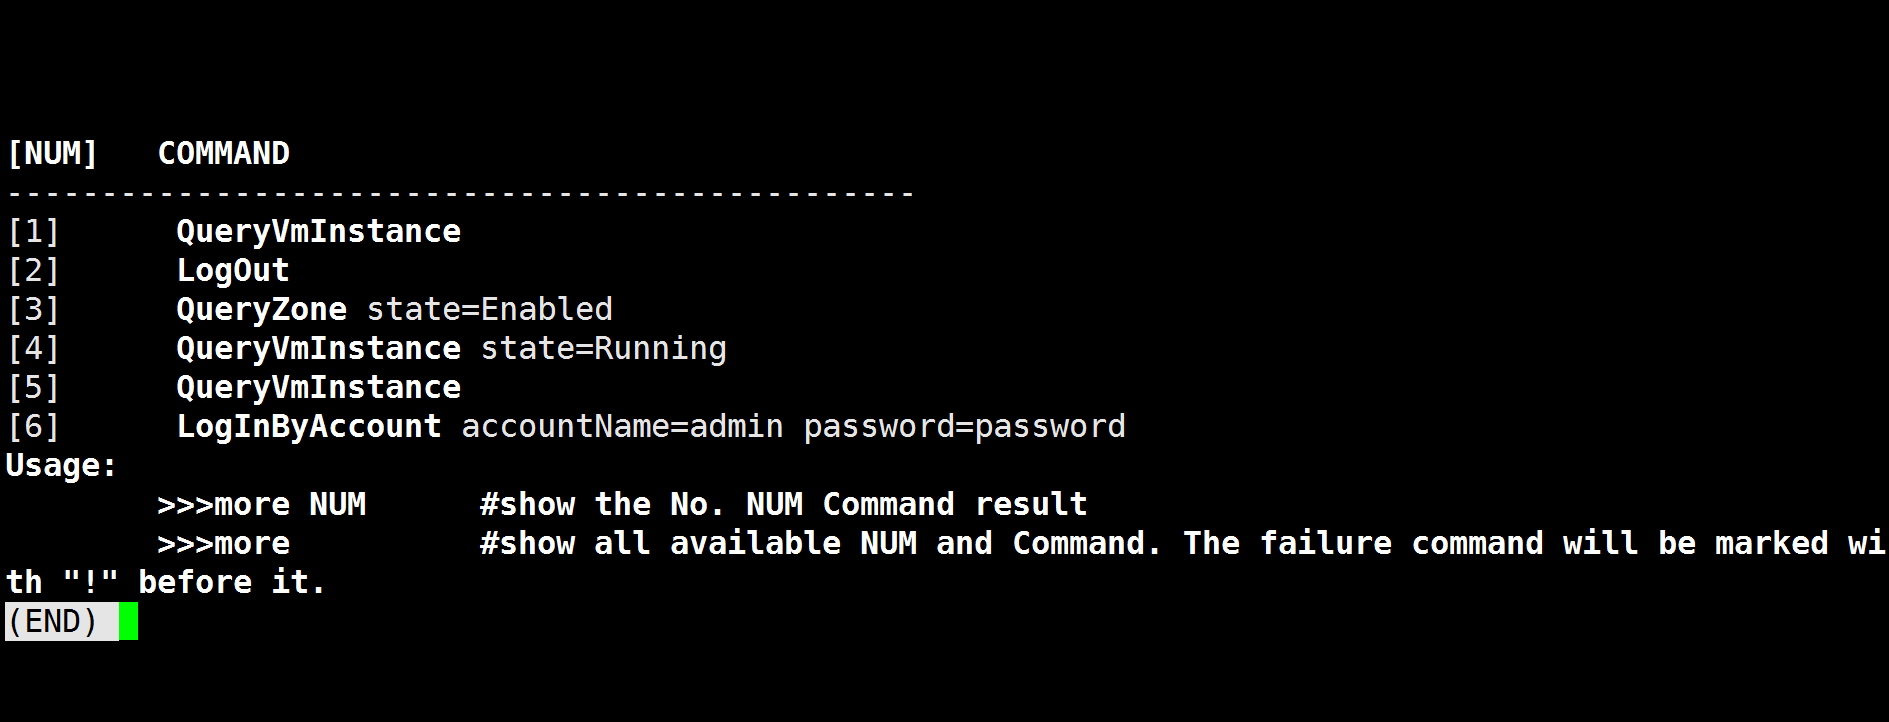 [NUM]   COMMAND
------------------------------------------------
[1]      QueryVmInstance
[2]      LogOut
[3]      QueryZone state=Enabled
[4]      QueryVmInstance state=Running
[5]      QueryVmInstance
[6]      LogInByAccount accountName=admin password=password
Usage:
        >>>more NUM      #show the No. NUM Command result
        >>>more          #show all available NUM and Command. The failure command will be marked wi
th "!" before it.
(END)